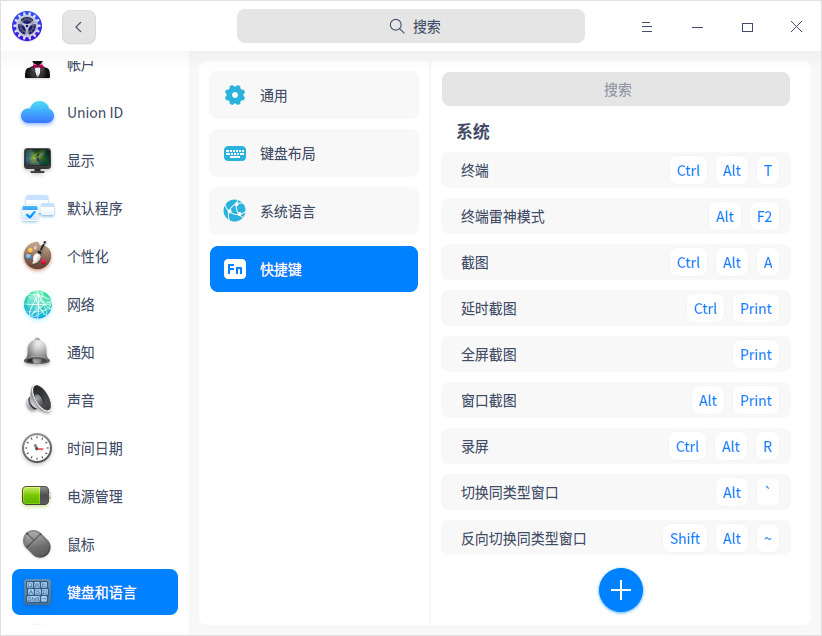 搜索
帐户
Union ID
显示
默认程序
个性化
网络
通知
声音
时间日期
电源管理
鼠标
键盘和语言
通用
键盘布局
系统语言
Fn 快捷键
搜索
系统
终端 Ctrl Alt T
终端雷神模式 Alt F2
截图 Ctrl Alt A
延时截图 Ctrl Print
全屏截图 Print
窗口截图 Alt Print
录屏 Ctrl Alt R
切换同类型窗口 Alt `
反向切换同类型窗口 Shift Alt ~